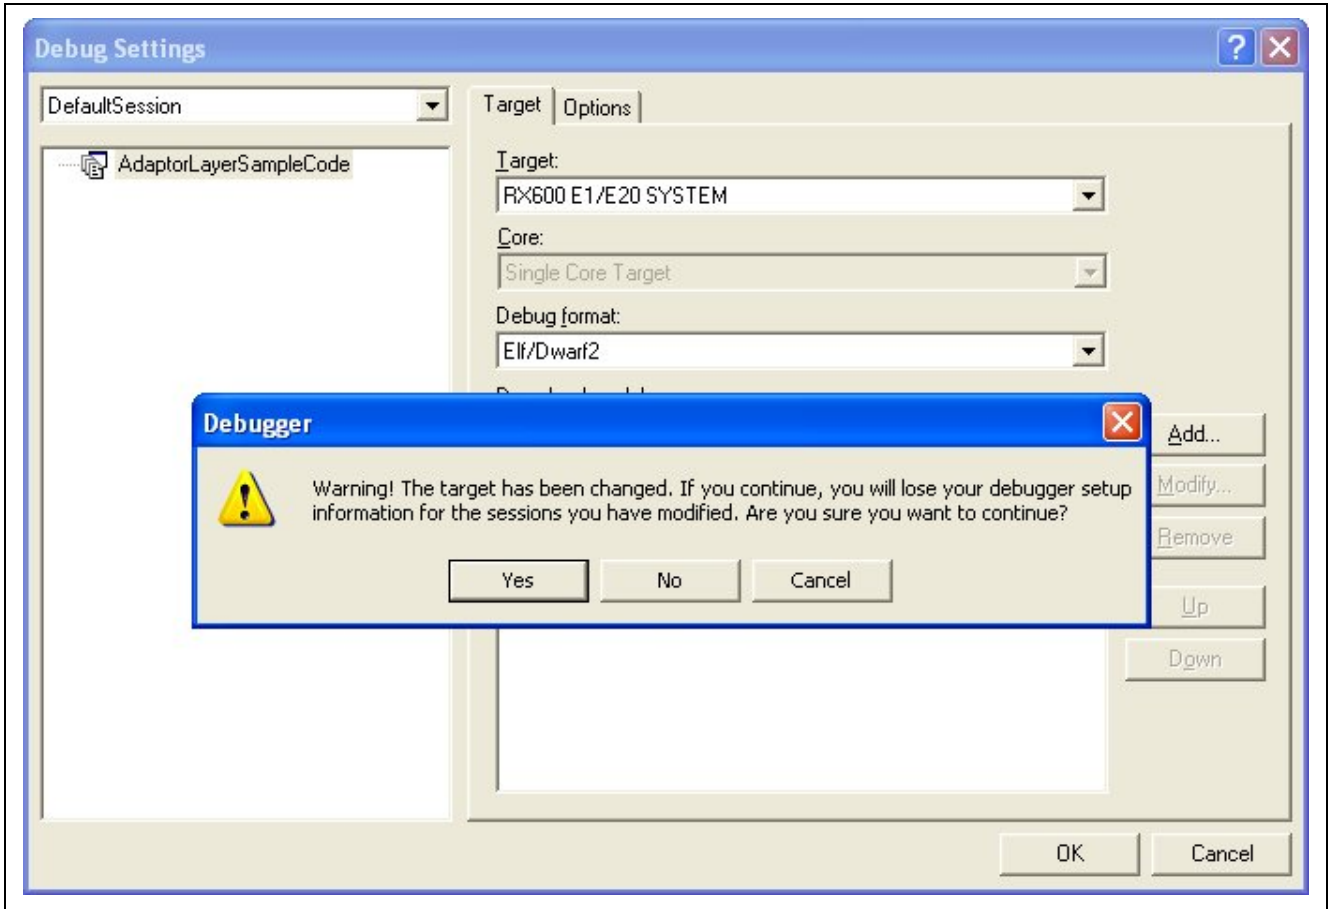 Debug Settings
DefaultSession
AdaptorLayerSampleCode
Target Options
Target:
RX600 E1/E20 SYSTEM
Core:
Single Core Target
Debug format:
Elf/Dwarf2
Debugger
Warning! The target has been changed. If you continue, you will lose your debugger setup
information for the sessions you have modified. Are you sure you want to continue?
Yes No Cancel
Add...
Modify...
Remove
Up
Down
OK Cancel